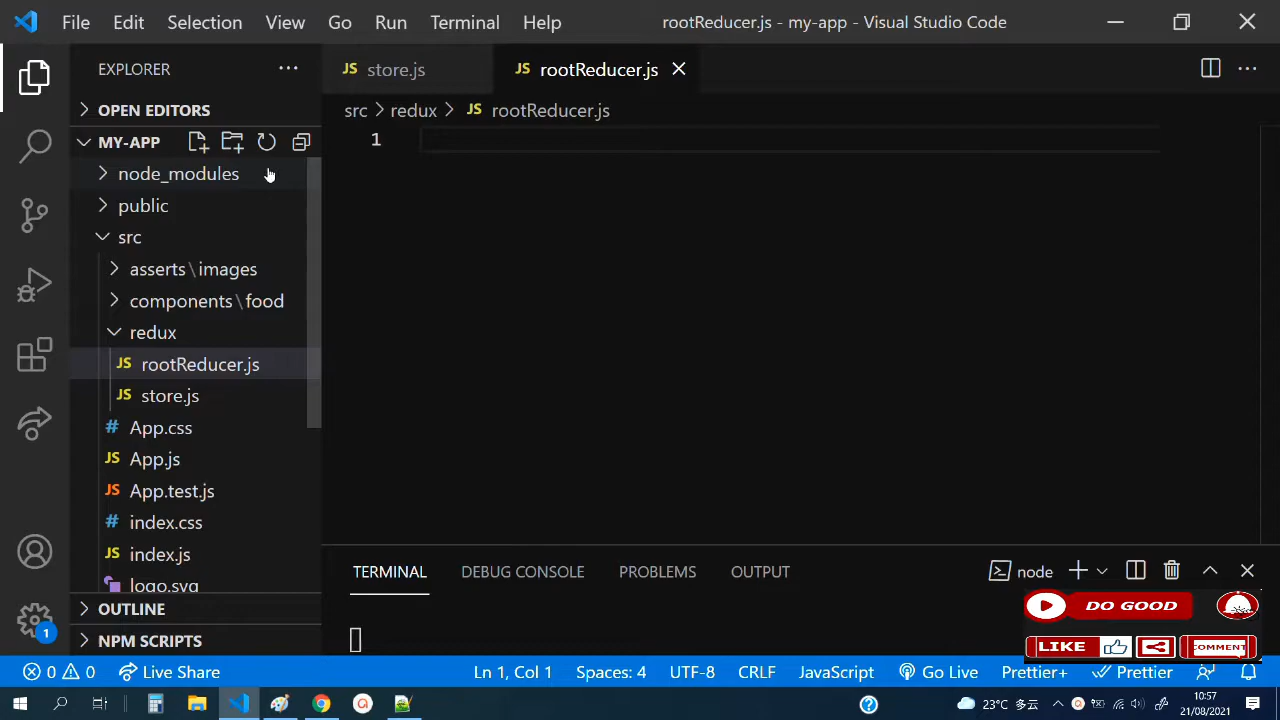 File Edit Selection View Go Run Terminal Help rootReducer.js - my-app - Visual Studio Code
EXPLORER
JS store.js JS rootReducer.js
OPEN EDITORS
src redux JS rootReducer.js
MY-APP
1
node_modules
public
src
asserts\images
components\food
redux
JS rootReducer.js
JS store.js
# App.css
JS App.js
JS App.test.js
# index.css
JS index.js
logo.svg
OUTLINE
NPM SCRIPTS
TERMINAL DEBUG CONSOLE PROBLEMS OUTPUT node
DO GOOD
LIKE COMMENT
1
0 0 Live Share Ln 1, Col 1 Spaces: 4 UTF-8 CRLF JavaScript Go Live Prettier+ Prettier
23°C 多云 10:57
21/08/2021